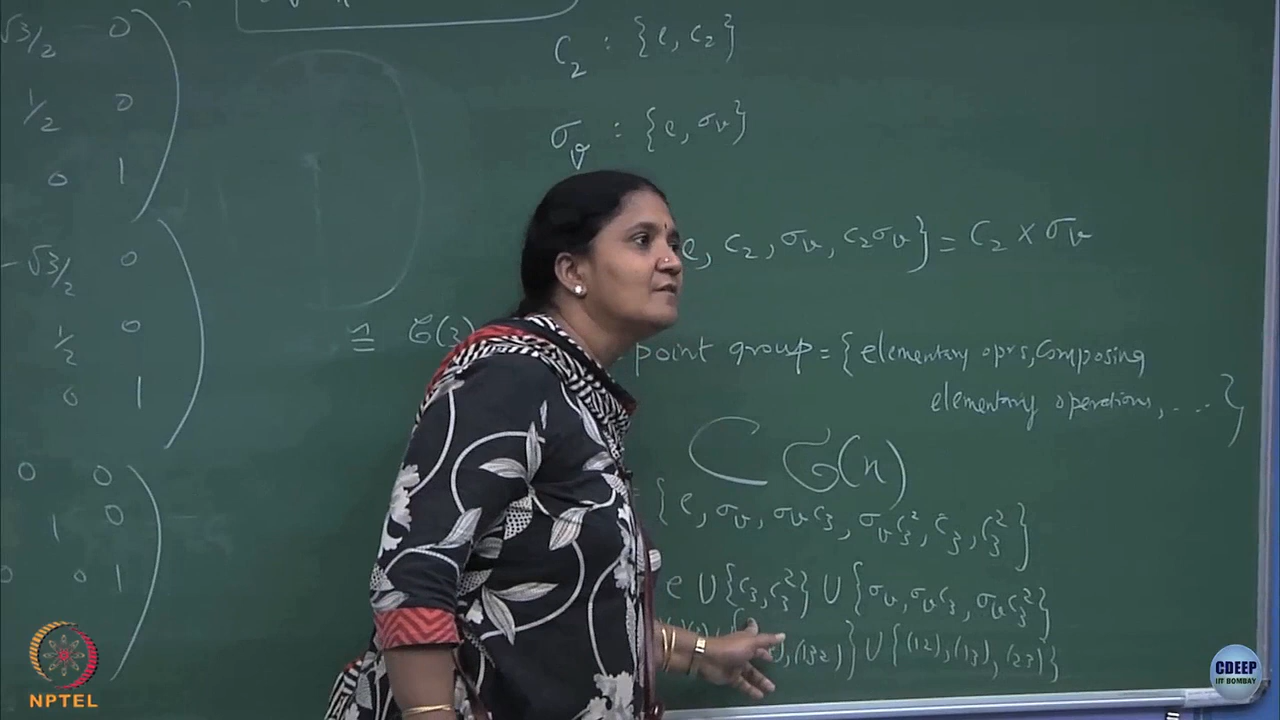 √3/2 0
1/2 0
0 1
-√3/2 0
1/2 0
0 1
0 0
1 0
0 0 1
C₂ : {e, C₂}
σᵥ : {e, σᵥ}
e, C₂, σᵥ, C₂σᵥ} = C₂ × σᵥ
≅ point group = {elementary oprs, Composing
elementary operations, ....}
⊂ 𝔖(n)
{e, σᵥ, σᵥC₃, σᵥC₃², C₃, C₃²}
e ∪ {C₃, C₃²} ∪ {σᵥ, σᵥC₃, σᵥC₃²}
, (132)} ∪ {(12), (13), (23)}
NPTEL
CDEEP
IIT BOMBAY